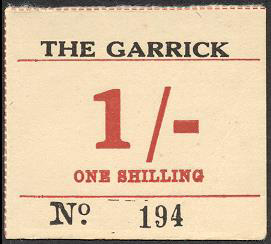 THE GARRICK
1/-
ONE SHILLING
Nº 194